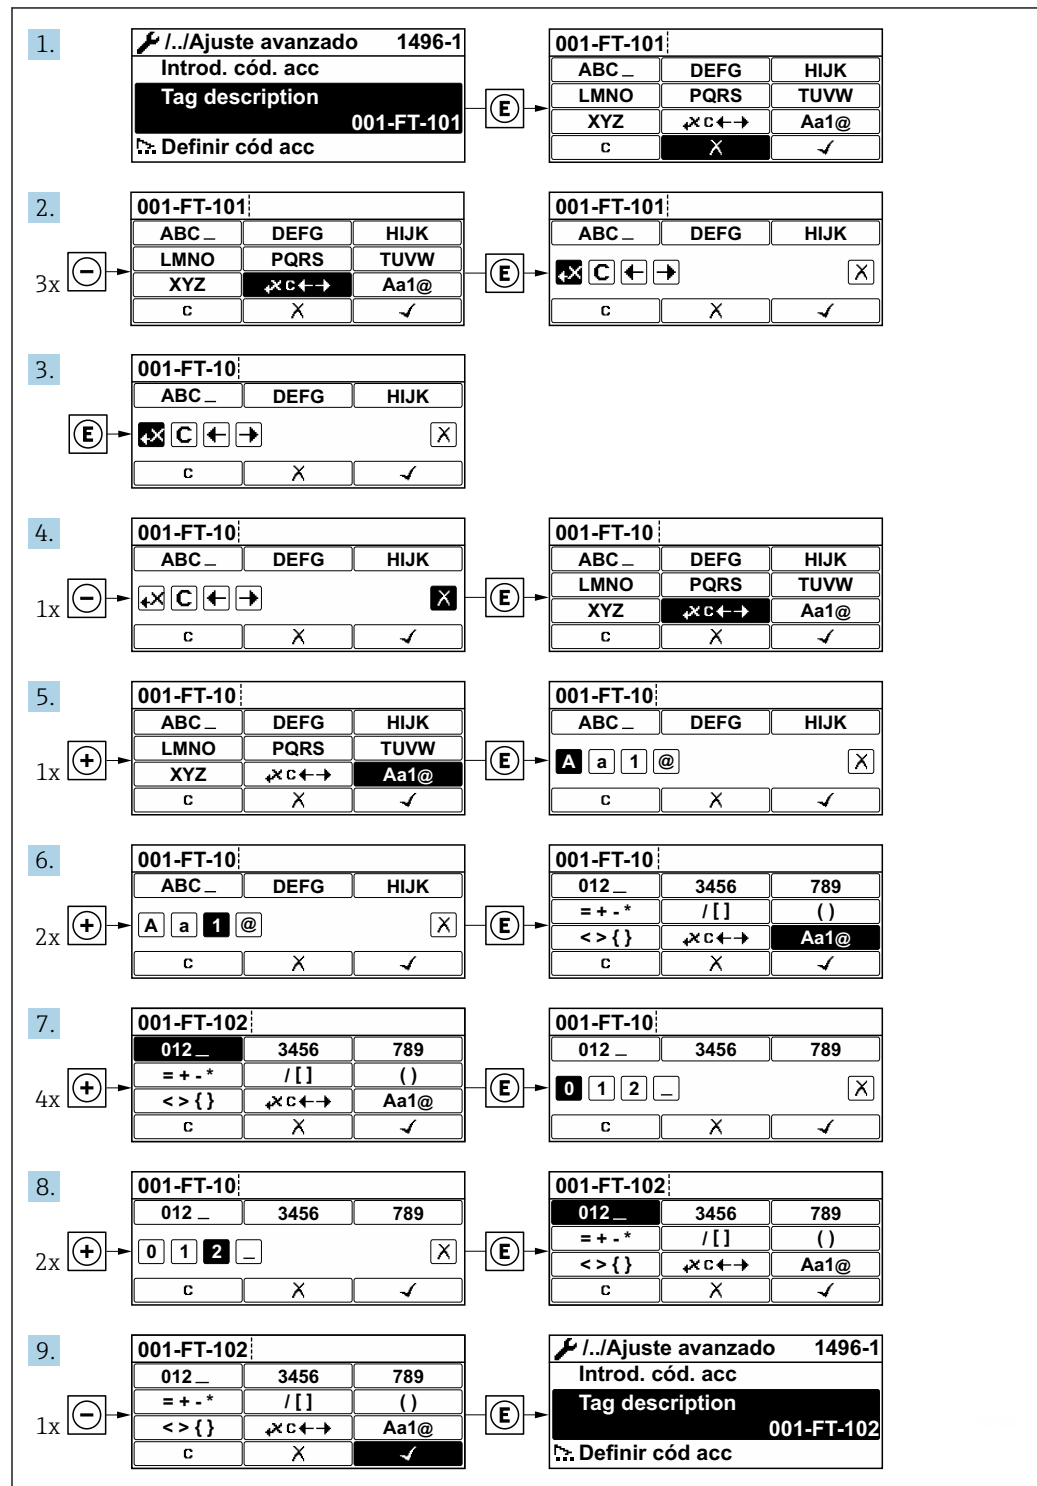 1.
/../Ajuste avanzado 1496-1
Introd. cód. acc
Tag description
001-FT-101
Definir cód acc
E
001-FT-101
ABC_ DEFG HIJK
LMNO PQRS TUVW
XYZ C Aa1@
C X ✓
2.
3x
001-FT-101
ABC_ DEFG HIJK
LMNO PQRS TUVW
XYZ C Aa1@
C X ✓
E
001-FT-101
ABC_ DEFG HIJK
C ← → X
C X ✓
3.
E
001-FT-10
ABC_ DEFG HIJK
C ← → X
C X ✓
4.
1x
001-FT-10
ABC_ DEFG HIJK
C ← → X
C X ✓
E
001-FT-10
ABC_ DEFG HIJK
LMNO PQRS TUVW
XYZ C Aa1@
C X ✓
5.
1x +
001-FT-10
ABC_ DEFG HIJK
LMNO PQRS TUVW
XYZ C Aa1@
C X ✓
E
001-FT-10
ABC_ DEFG HIJK
A a 1 @ X
C X ✓
6.
2x +
001-FT-10
ABC_ DEFG HIJK
A a 1 @ X
C X ✓
E
001-FT-10
012_ 3456 789
= + - * / [ ] ( )
< > { } C Aa1@
C X ✓
7.
4x +
001-FT-102
012_ 3456 789
= + - * / [ ] ( )
< > { } C Aa1@
C X ✓
E
001-FT-10
012_ 3456 789
0 1 2 _ X
C X ✓
8.
2x +
001-FT-10
012_ 3456 789
0 1 2 _ X
C X ✓
E
001-FT-102
012_ 3456 789
= + - * / [ ] ( )
< > { } C Aa1@
C X ✓
9.
1x
001-FT-102
012_ 3456 789
= + - * / [ ] ( )
< > { } C Aa1@
C X ✓
E
/../Ajuste avanzado 1496-1
Introd. cód. acc
Tag description
001-FT-102
Definir cód acc